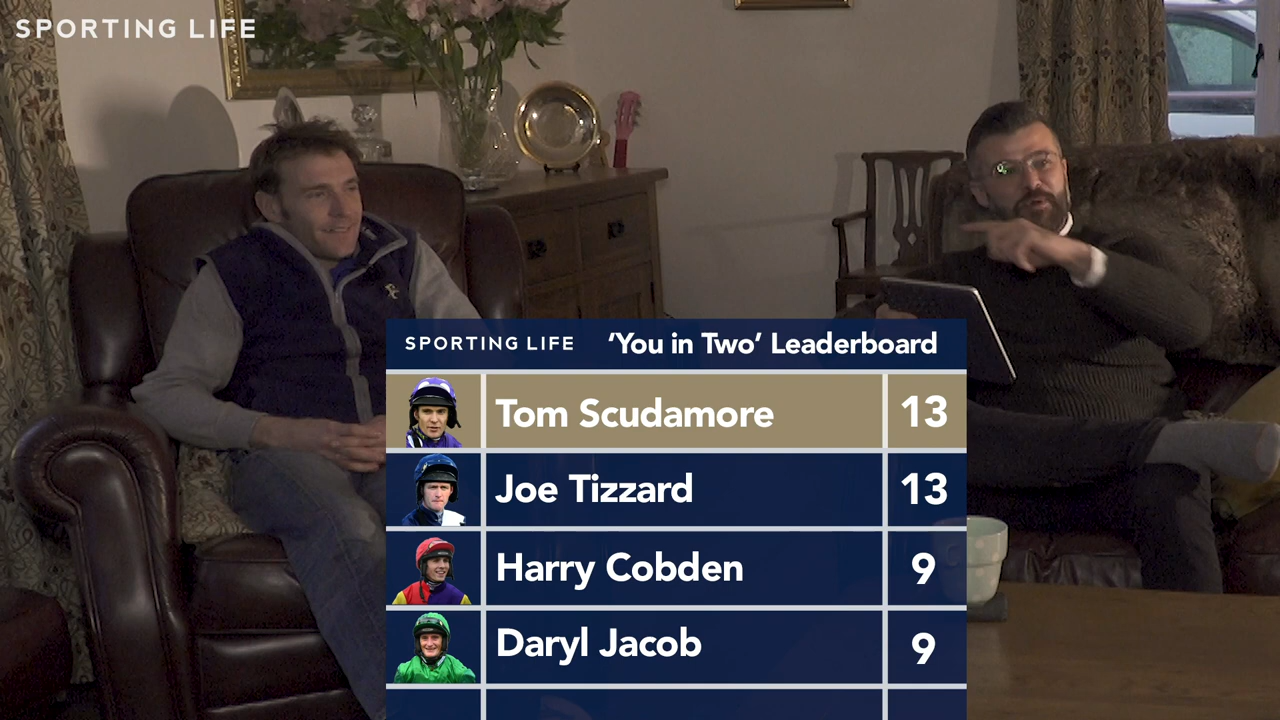 SPORTING LIFE
SPORTING LIFE 'You in Two' Leaderboard
Tom Scudamore 13
Joe Tizzard 13
Harry Cobden 9
Daryl Jacob 9